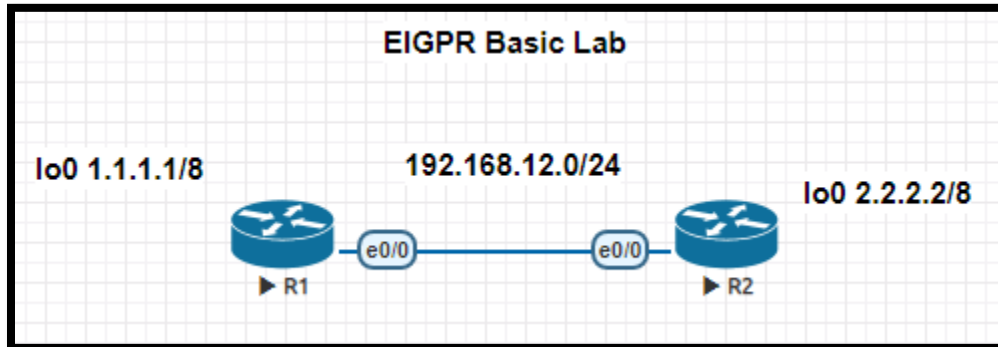 EIGPR Basic Lab
lo0 1.1.1.1/8
192.168.12.0/24
lo0 2.2.2.2/8
e0/0
e0/0
R1
R2